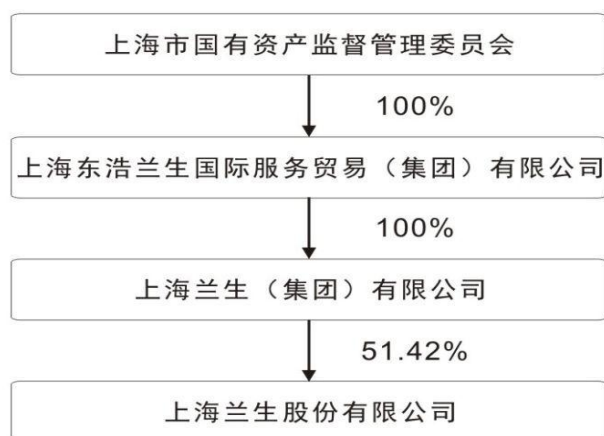 上海市国有资产监督管理委员会
100%
上海东浩兰生国际服务贸易（集团）有限公司
100%
上海兰生（集团）有限公司
51.42%
上海兰生股份有限公司